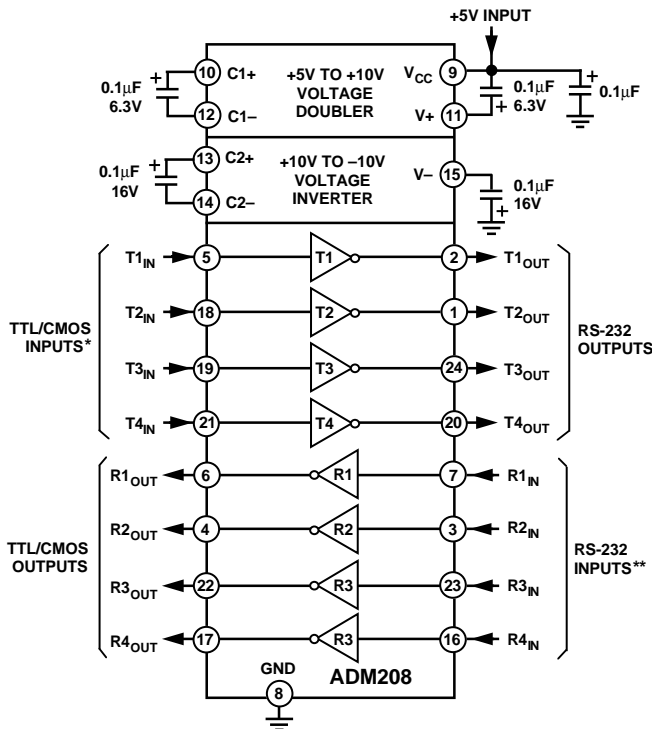 +5V INPUT
10 C1+ +5V TO +10V VCC 9
0.1µF + VOLTAGE + 0.1µF + 0.1µF
6.3V DOUBLER 6.3V
12 C1– V+ 11
13 C2+ +10V TO –10V V– 15
0.1µF + VOLTAGE 0.1µF
16V INVERTER + 16V
14 C2–
T1IN 5 T1 2 T1OUT
T2IN 18 T2 1 T2OUT
TTL/CMOS RS-232
INPUTS* OUTPUTS
T3IN 19 T3 24 T3OUT
T4IN 21 T4 20 T4OUT
R1OUT 6 R1 7 R1IN
R2OUT 4 R2 3 R2IN
TTL/CMOS RS-232
OUTPUTS INPUTS**
R3OUT 22 R3 23 R3IN
R4OUT 17 R3 16 R4IN
GND ADM208
8